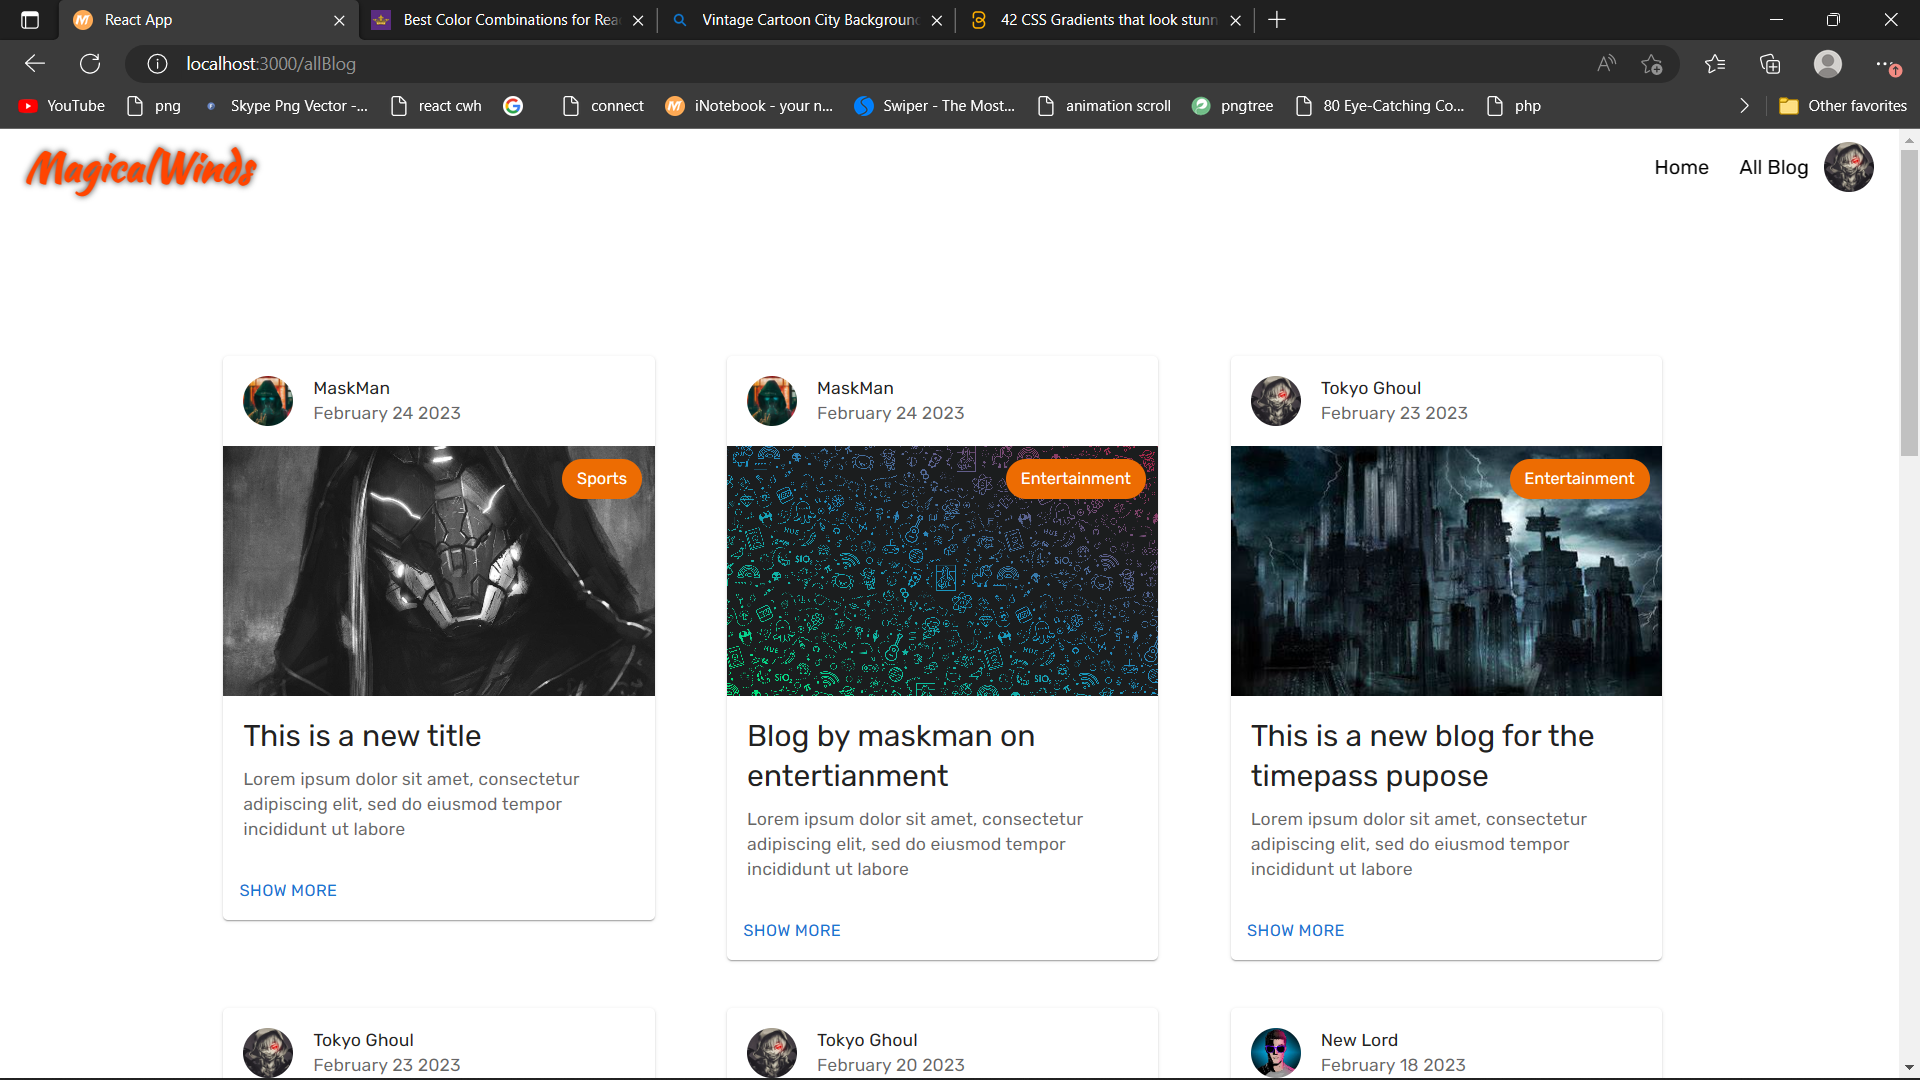 React App
Best Color Combinations for Rea
Vintage Cartoon City Background
42 CSS Gradients that look stunn
localhost:3000/allBlog
YouTube
png
Skype Png Vector -...
react cwh
connect
iNotebook - your n...
Swiper - The Most...
animation scroll
pngtree
80 Eye-Catching Co...
php
Other favorites
MagicalWinds
Home
All Blog
MaskMan
February 24 2023
Sports
This is a new title
Lorem ipsum dolor sit amet, consectetur
adipiscing elit, sed do eiusmod tempor
incididunt ut labore
SHOW MORE
MaskMan
February 24 2023
Entertainment
Blog by maskman on
entertianment
Lorem ipsum dolor sit amet, consectetur
adipiscing elit, sed do eiusmod tempor
incididunt ut labore
SHOW MORE
Tokyo Ghoul
February 23 2023
Entertainment
This is a new blog for the
timepass pupose
Lorem ipsum dolor sit amet, consectetur
adipiscing elit, sed do eiusmod tempor
incididunt ut labore
SHOW MORE
Tokyo Ghoul
February 23 2023
Tokyo Ghoul
February 20 2023
New Lord
February 18 2023